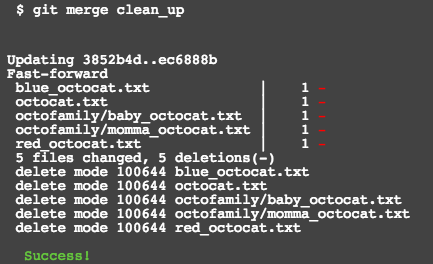 $ git merge clean_up
Updating 3852b4d..ec6888b
Fast-forward
blue_octocat.txt | 1 -
octocat.txt | 1 -
octofamily/baby_octocat.txt | 1 -
octofamily/momma_octocat.txt | 1 -
red_octocat.txt | 1 -
5 files changed, 5 deletions(-)
delete mode 100644 blue_octocat.txt
delete mode 100644 octocat.txt
delete mode 100644 octofamily/baby_octocat.txt
delete mode 100644 octofamily/momma_octocat.txt
delete mode 100644 red_octocat.txt
Success!